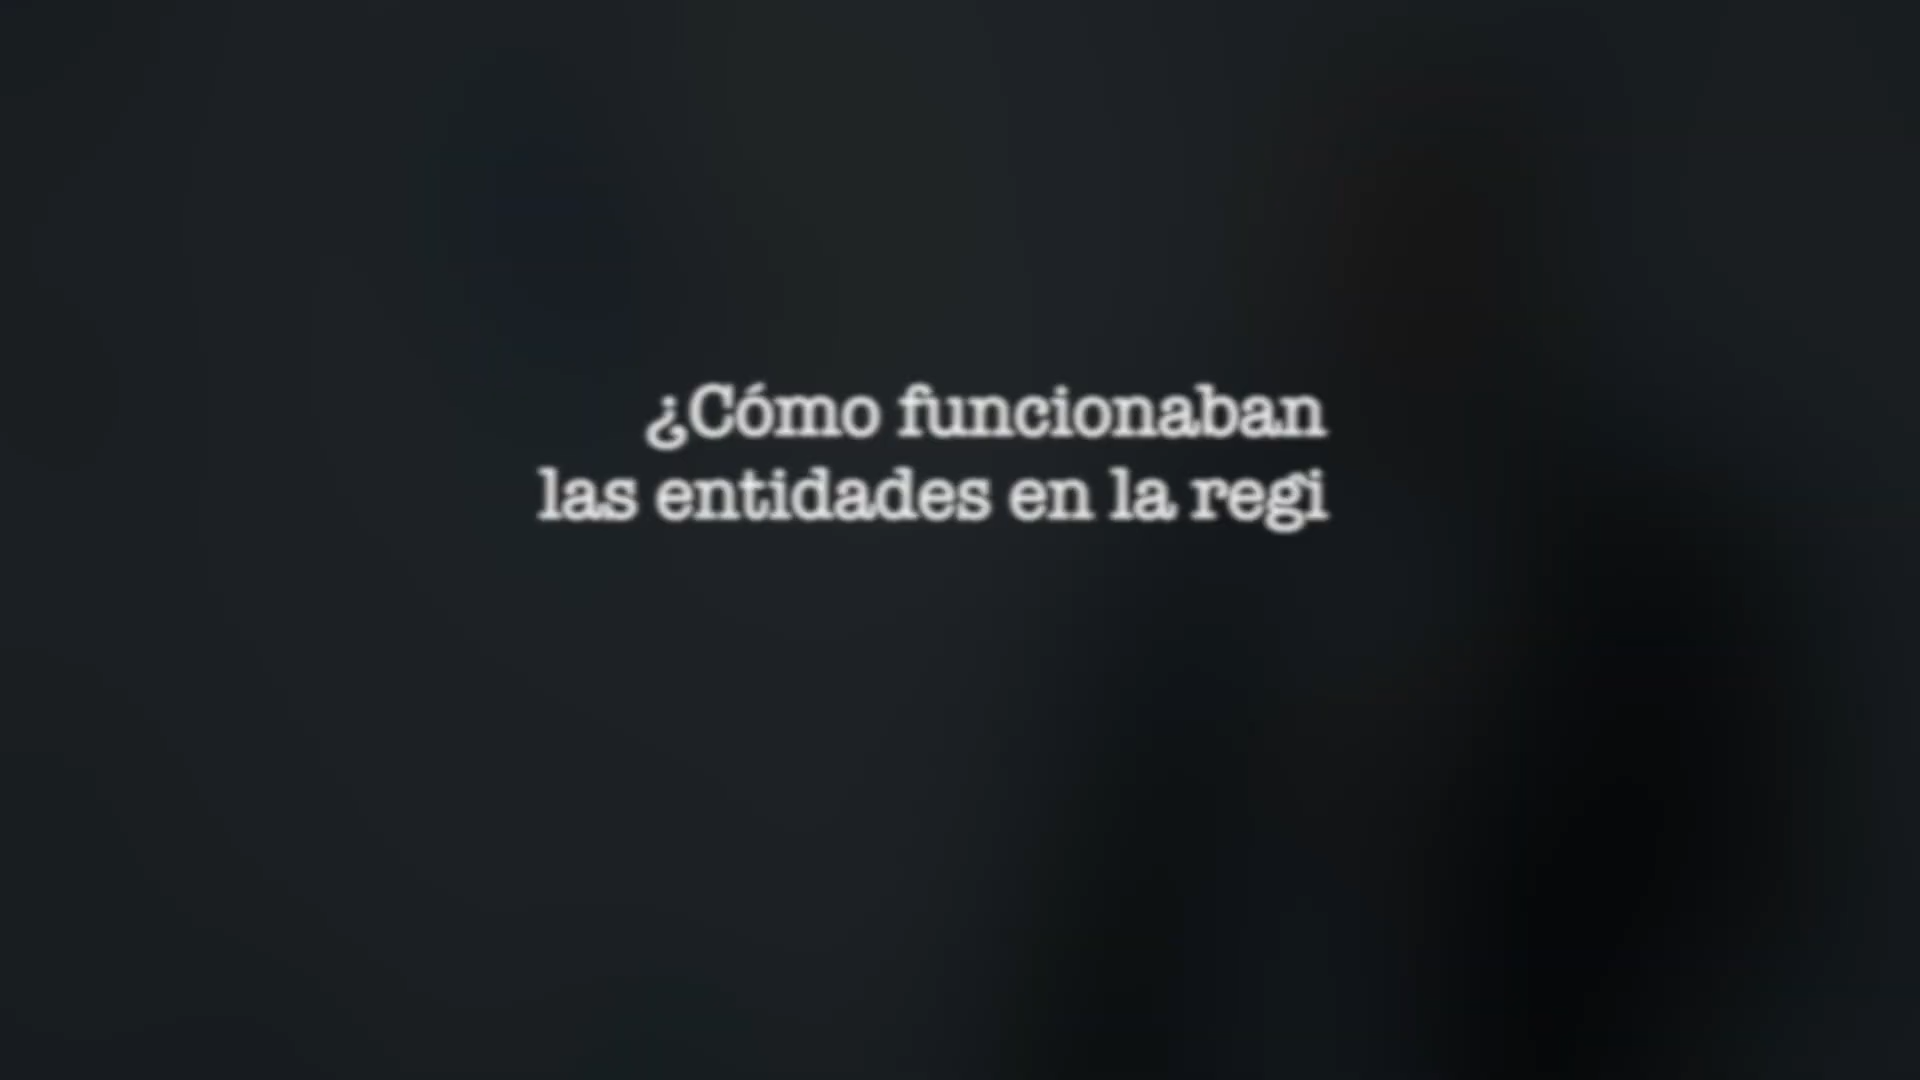 ¿Cómo funcionaban
las entidades en la regi